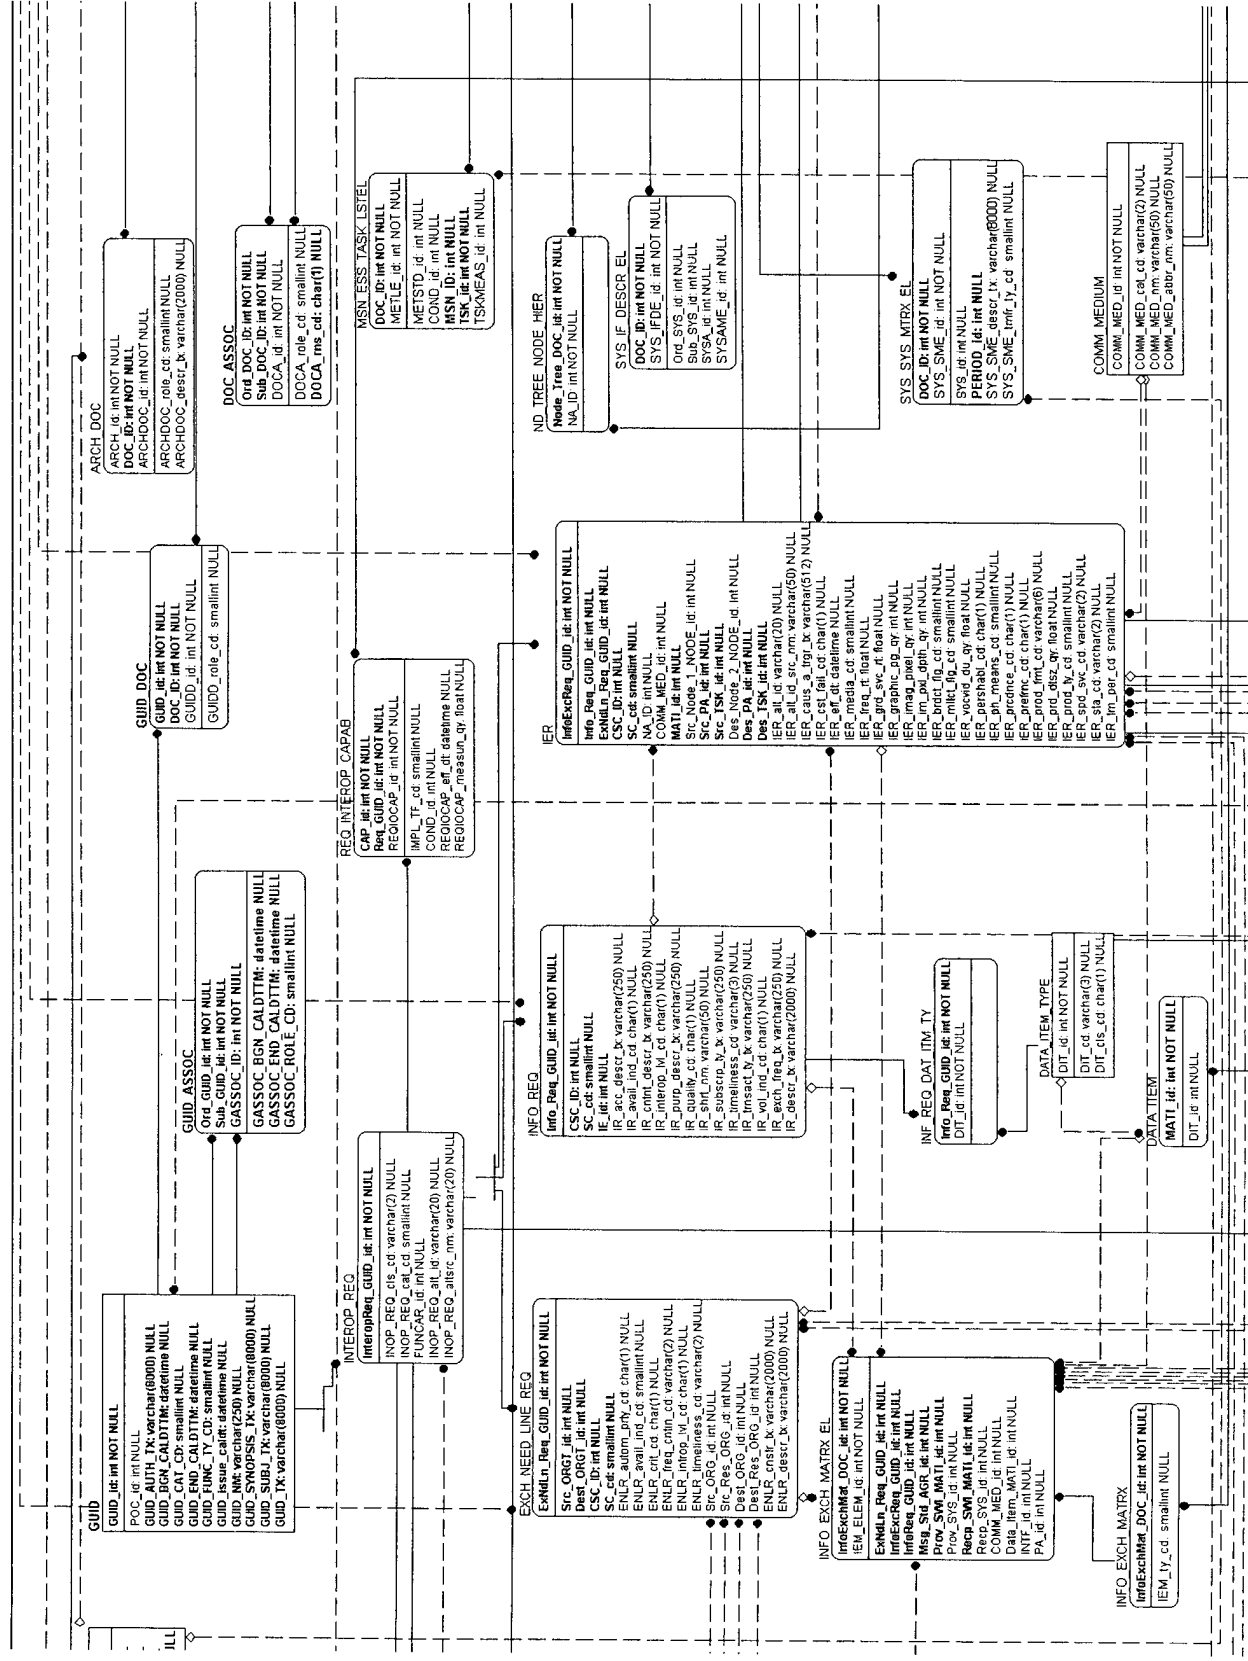 GUID
GUID_id: int NOT NULL
POC_id: int NULL
GUID_AUTH_TX: varchar(8000) NULL
GUID_BGN_CALDTTM: datetime NULL
GUID_CAT_CD: smallint NULL
GUID_END_CALDTTM: datetime NULL
GUID_FUNC_TY_CD: smallint NULL
GUID_issue_caldt: datetime NULL
GUID_NM: varchar(250) NULL
GUID_SYNOPSIS_TX: varchar(8000) NULL
GUID_SUBJ_TX: varchar(8000) NULL
GUID_TX: varchar(8000) NULL
GUID_ASSOC
Ord_GUID_id: int NOT NULL
Sub_GUID_id: int NOT NULL
GASSOC_ID: int NOT NULL
GASSOC_BGN_CALDTTM: datetime NULL
GASSOC_END_CALDTTM: datetime NULL
GASSOC_ROLE_CD: smallint NULL
GUID_DOC
GUID_id: int NOT NULL
DOC_ID: int NOT NULL
GUIDD_id: int NOT NULL
GUIDD_role_cd: smallint NULL
ARCH_DOC
ARCH_id: int NOT NULL
DOC_ID: int NOT NULL
ARCHDOC_id: int NOT NULL
ARCHDOC_role_cd: smallint NULL
ARCHDOC_descr_tx: varchar(2000) NULL
DOC_ASSOC
Ord_DOC_ID: int NOT NULL
Sub_DOC_ID: int NOT NULL
DOCA_id: int NOT NULL
DOCA_role_cd: smallint NULL
DOCA_rns_cd: char(1) NULL
INTEROP_REQ
InteropReq_GUID_id: int NOT NULL
INOP_REQ_cls_cd: varchar(2) NULL
INOP-REQ_cat_cd: smallint NULL
FUNCAR_id: int NULL
INOP-REQ_alt_id: varchar(20) NULL
INOP-REQ_altsrc_nm: varchar(20) NULL
REQ_INTEROP_CAPAB
CAP_id: int NOT NULL
Req_GUID_id: int NOT NULL
REQIOCAP_id: int NOT NULL
IMPL_TF_cd: smallint NULL
COND_id: int NULL
REQIOCAP_eff_dt: datetime NULL
REQIOCAP_measun_qy: float NULL
MSN_ESS_TASK_LSTEL
DOC_ID: int NOT NULL
METLE_id: int NOT NULL
METSTD_id: int NULL
COND_id: int NULL
MSN_ID: int NOT NULL
TSK_id: int NOT NULL
TSKMEAS_id: int NULL
EXCH_NEED_LINE_REQ
ExNdLn_Req_GUID_id: int NOT NULL
Src_ORGT_id: int NULL
Dest_ORGT_id: int NULL
CSC_ID: int NULL
SC_cd: smallint NULL
ENLR_autom_prty_cd: char(1) NULL
ENLR_avail_ind_cd: smallint NULL
ENLR_crit_cd: char(1) NULL
ENLR_freq_cntin_cd: varchar(2) NULL
ENLR_introp_lvl_cd: char(1) NULL
ENLR_timeliness_cd: varchar(2) NULL
Src_ORG_id: int NULL
Src_Res_ORG_id: int NULL
Dest_ORG_id: int NULL
Dest_Res_ORG_id: int NULL
ENLR_cnstr_tx: varchar(2000) NULL
ENLR_descr_tx: varchar(2000) NULL
INFO_REQ
Info_Req_GUID_id: int NOT NULL
CSC_ID: int NULL
SC_cd: smallint NULL
IE_id: int NULL
IR_acc_descr_tx: varchar(250) NULL
IR_avail_ind_cd: char(1) NULL
IR_cntnt_descr_tx: varchar(250) NULL
IR_interop_lvl_cd: char(1) NULL
IR_purp_descr_tx: varchar(250) NULL
IR_quality_cd: char(1) NULL
IR_shrt_nm: varchar(50) NULL
IR_subscrp_ty_tx: varchar(250) NULL
IR_timeliness_cd: varchar(3) NULL
IR_trnsact_ty_tx: varchar(250) NULL
IR_vol_ind_cd: char(1) NULL
IR_exch_freq_tx: varchar(250) NULL
IR_descr_tx: varchar(2000) NULL
IER
InfoExcReq_GUID_id: int NOT NULL
Info_Req_GUID_id: int NULL
ExNdLn_Req_GUID_id: int NULL
CSC_ID: int NULL
SC_cd: smallint NULL
NA_ID: int NULL
COMM_MED_id: int NULL
MATI_id: int NULL
Src_Node_1_NODE_id: int NULL
Src_PA_id: int NULL
Src_TSK_id: int NULL
Des_Node_2_NODE_id: int NULL
Des_PA_id: int NULL
Des_TSK_id: int NULL
IER_alt_id: varchar(20) NULL
IER_alt_id_src_nm: varchar(50) NULL
IER_caus_a_trgr_tx: varchar(512) NULL
IER_cst_fail_cd: char(1) NULL
IER_eff_dt: datetime NULL
IER_media_cd: smallint NULL
IER_freq_rt: float NULL
IER_grd_svc_rt: float NULL
IER_graphic_pg_qy: int NULL
IER_imag_pixel_qy: int NULL
IER_im_pxl_dpth_qy: int NULL
IER_brdct_flg_cd: smallint NULL
IER_mltct_flg_cd: smallint NULL
IER_vocvid_du_qy: float NULL
IER_pershabl_cd: char(1) NULL
IER_ph_means_cd: smallint NULL
IER_prcdnce_cd: char(1) NULL
IER_prefrnc_cd: char(1) NULL
IER_prod_fmt_cd: varchar(6) NULL
IER_prd_dtsz_qy: float NULL
IER_prod_ty_cd: smallint NULL
IER_spd_svc_cd: varchar(2) NULL
IER_sta_cd: varchar(2) NULL
IER_tm_per_cd: smallint NULL
ND_TREE_NODE_HIER
Node_Tree_DOC_id: int NOT NULL
NA_ID: int NOT NULL
SYS_IF_DESCR_EL
DOC_ID: int NOT NULL
SYS_IFDE_id: int NOT NULL
Ord_SYS_id: int NULL
Sub_SYS_id: int NULL
SYSA_id: int NULL
SYSAME_id: int NULL
SYS_SYS_MTRX_EL
DOC_ID: int NOT NULL
SYS_SME_id: int NOT NULL
SYS_id: int NULL
PERIOD_id: int NULL
SYS_SME_descr_tx: varchar(8000) NULL
SYS_SME_trnfr_ty_cd: smallint NULL
COMM_MEDIUM
COMM_MED_id: int NOT NULL
COMM_MED_cat_cd: varchar(2) NULL
COMM_MED_nm: varchar(50) NULL
COMM_MED_abbr_nm: varchar(50) NULL
INFO_EXCH_MATRX_EL
InfoExchMat_DOC_id: int NOT NULL
IEM_ELEM_id: int NOT NULL
ExNdLn_Req_GUID_id: int NULL
InfoExcReq_GUID_id: int NULL
InfoReq_GUID_id: int NULL
Msg_Std_AGR_id: int NULL
Prov_SWI_MATI_id: int NULL
Prov_SYS_id: int NULL
Recp_SWI_MATI_id: int NULL
Recp_SYS_id: int NULL
COMM_MED_id: int NULL
Data_Item_MATI_id: int NULL
INTF_id: int NULL
PA_id: int NULL
INF_REQ_DAT_ITM_TY
Info_Req_GUID_id: int NOT NULL
DIT_id: int NOT NULL
DATA_ITEM_TYPE
DIT_id: int NOT NULL
DIT_cd: varchar(3) NULL
DIT_cls_cd: char(1) NULL
DATA_ITEM
MATI_id: int NOT NULL
DIT_id: int NULL
INFO_EXCH_MATRX
InfoExchMat_DOC_id: int NOT NULL
IEM_ty_cd: smallint NULL